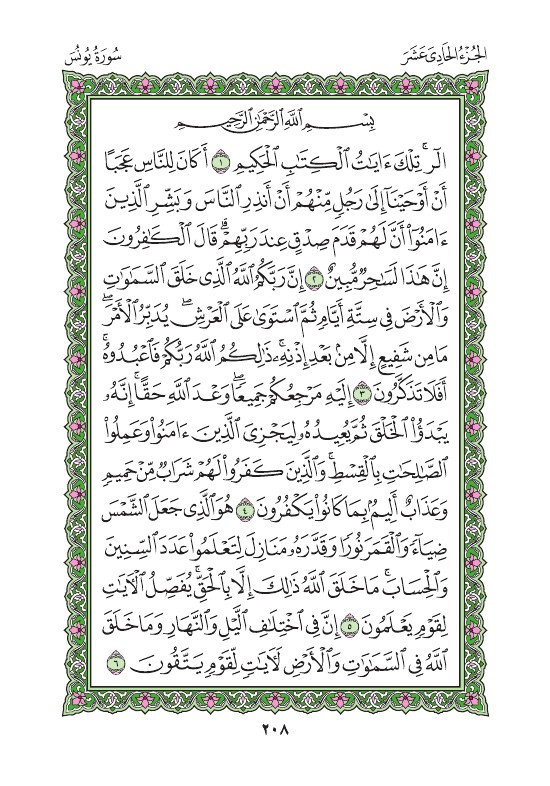 الجُزْءُ الحَادِى عَشَرَ
سُورَةُ يُونُسَ
بِسْمِ ٱللَّهِ ٱلرَّحْمَٰنِ ٱلرَّحِيمِ
الٓرۚ تِلْكَ ءَايَٰتُ ٱلْكِتَٰبِ ٱلْحَكِيمِ ١ أَكَانَ لِلنَّاسِ عَجَبًا
أَنْ أَوْحَيْنَآ إِلَىٰ رَجُلٍ مِّنْهُمْ أَنْ أَنذِرِ ٱلنَّاسَ وَبَشِّرِ ٱلَّذِينَ
ءَامَنُوٓا۟ أَنَّ لَهُمْ قَدَمَ صِدْقٍ عِندَ رَبِّهِمْۗ قَالَ ٱلْكَٰفِرُونَ
إِنَّ هَٰذَا لَسَٰحِرٌ مُّبِينٌ ٢ إِنَّ رَبَّكُمُ ٱللَّهُ ٱلَّذِى خَلَقَ ٱلسَّمَٰوَٰتِ
وَٱلْأَرْضَ فِى سِتَّةِ أَيَّامٍ ثُمَّ ٱسْتَوَىٰ عَلَى ٱلْعَرْشِۖ يُدَبِّرُ ٱلْأَمْرَۖ
مَا مِن شَفِيعٍ إِلَّا مِنۢ بَعْدِ إِذْنِهِۦۚ ذَٰلِكُمُ ٱللَّهُ رَبُّكُمْ فَٱعْبُدُوهُۚ
أَفَلَا تَذَكَّرُونَ ٣ إِلَيْهِ مَرْجِعُكُمْ جَمِيعًاۖ وَعْدَ ٱللَّهِ حَقًّاۚ إِنَّهُۥ
يَبْدَؤُا۟ ٱلْخَلْقَ ثُمَّ يُعِيدُهُۥ لِيَجْزِىَ ٱلَّذِينَ ءَامَنُوا۟ وَعَمِلُوا۟
ٱلصَّٰلِحَٰتِ بِٱلْقِسْطِۚ وَٱلَّذِينَ كَفَرُوا۟ لَهُمْ شَرَابٌ مِّنْ حَمِيمٍ
وَعَذَابٌ أَلِيمٌۢ بِمَا كَانُوا۟ يَكْفُرُونَ ٤ هُوَ ٱلَّذِى جَعَلَ ٱلشَّمْسَ
ضِيَآءً وَٱلْقَمَرَ نُورًا وَقَدَّرَهُۥ مَنَازِلَ لِتَعْلَمُوا۟ عَدَدَ ٱلسِّنِينَ
وَٱلْحِسَابَۚ مَا خَلَقَ ٱللَّهُ ذَٰلِكَ إِلَّا بِٱلْحَقِّۚ يُفَصِّلُ ٱلْءَايَٰتِ
لِقَوْمٍ يَعْلَمُونَ ٥ إِنَّ فِى ٱخْتِلَٰفِ ٱلَّيْلِ وَٱلنَّهَارِ وَمَا خَلَقَ
ٱللَّهُ فِى ٱلسَّمَٰوَٰتِ وَٱلْأَرْضِ لَءَايَٰتٍ لِّقَوْمٍ يَتَّقُونَ ٦
٢٠٨